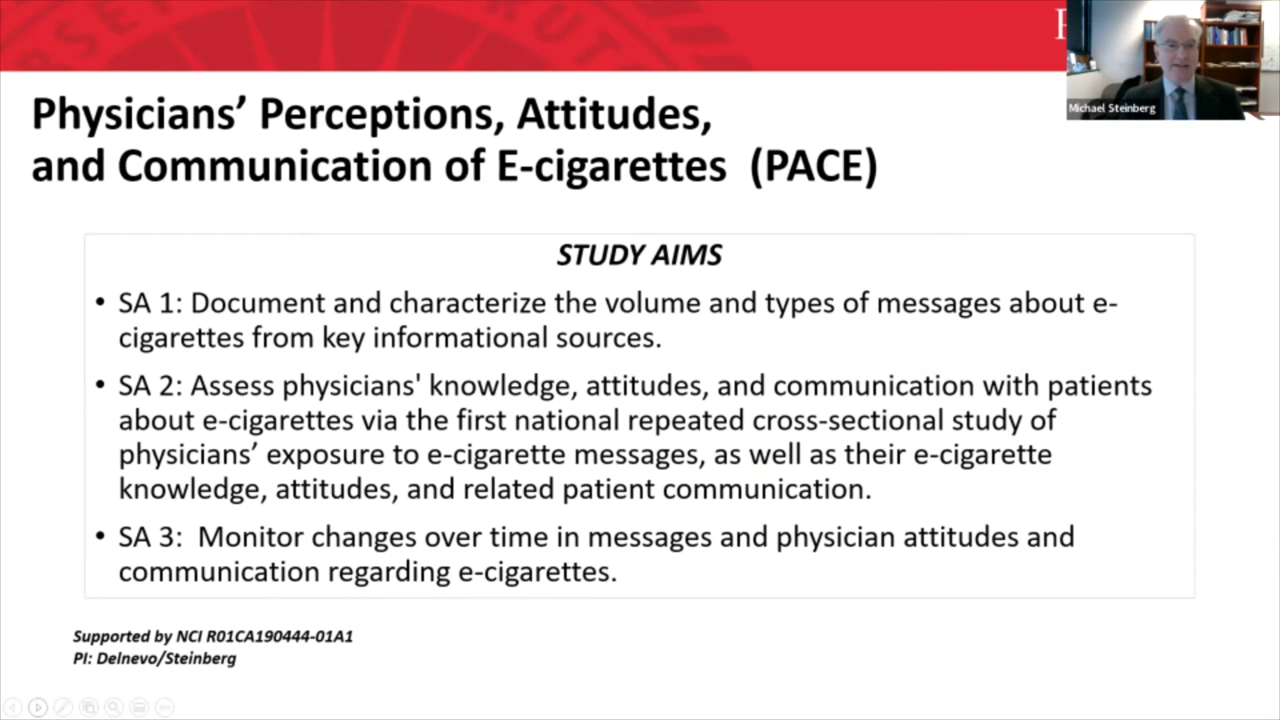 Michael Steinberg
Physicians’ Perceptions, Attitudes,
and Communication of E-cigarettes (PACE)
STUDY AIMS
• SA 1: Document and characterize the volume and types of messages about e-
cigarettes from key informational sources.
• SA 2: Assess physicians' knowledge, attitudes, and communication with patients
about e-cigarettes via the first national repeated cross-sectional study of
physicians’ exposure to e-cigarette messages, as well as their e-cigarette
knowledge, attitudes, and related patient communication.
• SA 3: Monitor changes over time in messages and physician attitudes and
communication regarding e-cigarettes.
Supported by NCI R01CA190444-01A1
PI: Delnevo/Steinberg